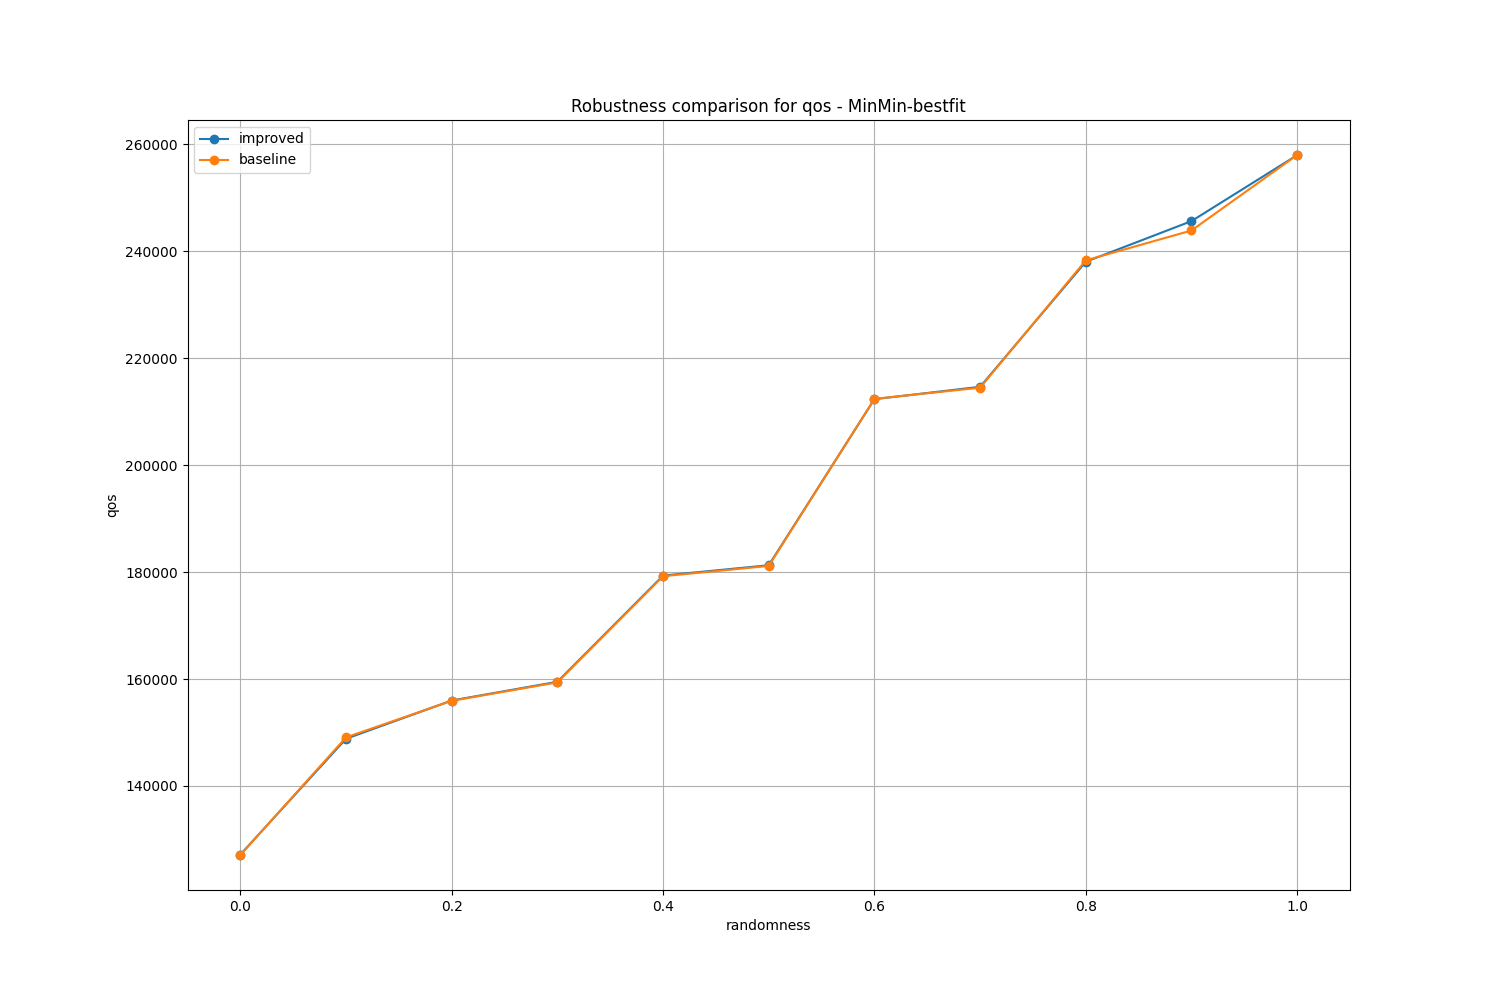 Robustness comparison for qos - MinMin-bestfit
improved
baseline
260000
240000
220000
200000
180000
160000
140000
qos
0.0 0.2 0.4 0.6 0.8 1.0
randomness